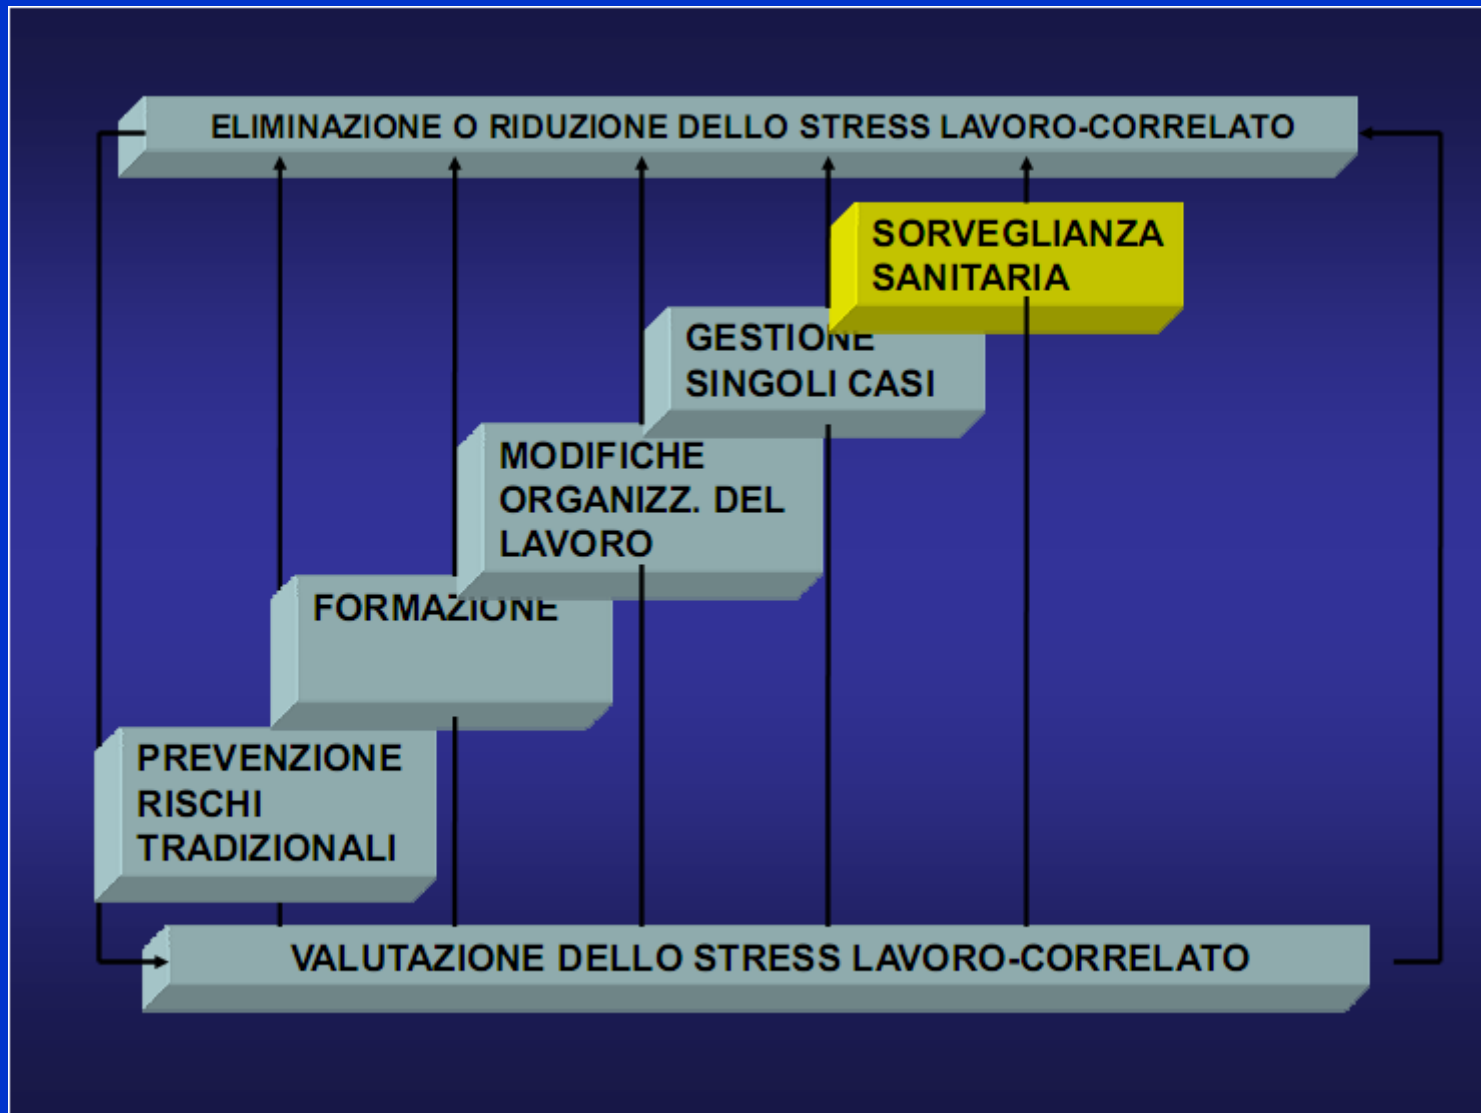 ELIMINAZIONE O RIDUZIONE DELLO STRESS LAVORO-CORRELATO
SORVEGLIANZA
SANITARIA
GESTIONE
SINGOLI CASI
MODIFICHE
ORGANIZZ. DEL
LAVORO
FORMAZIONE
PREVENZIONE
RISCHI
TRADIZIONALI
VALUTAZIONE DELLO STRESS LAVORO-CORRELATO